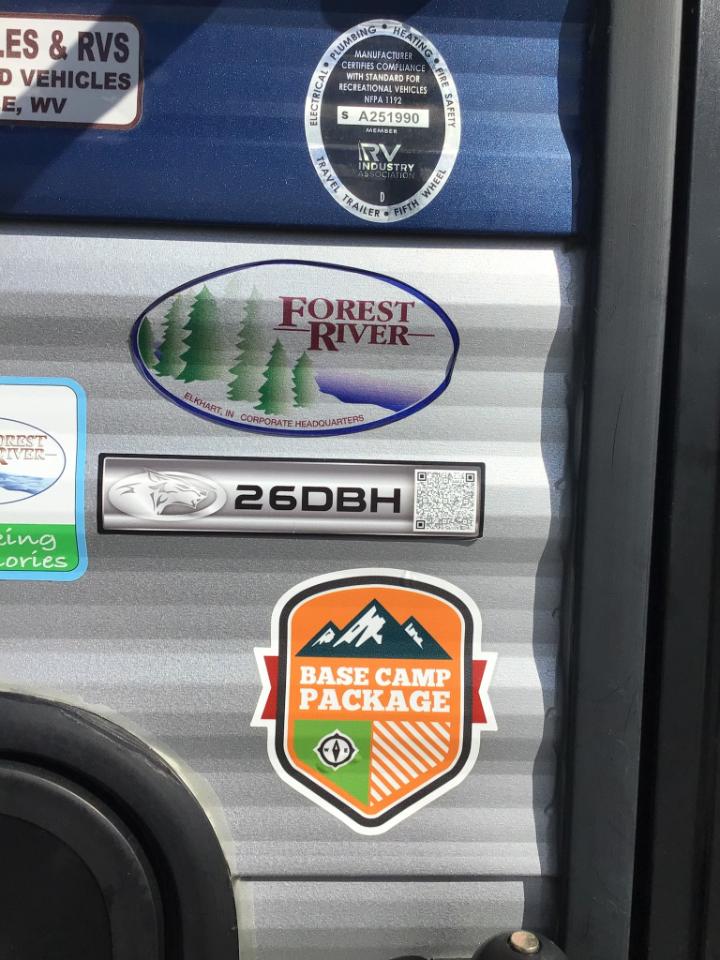 LES & RVS
D VEHICLES
E, WV
ELECTRICAL • PLUMBING • HEATING • FIRE SAFETY
MANUFACTURER
CERTIFIES COMPLIANCE
WITH STANDARD FOR
RECREATIONAL VEHICLES
NFPA 1192
S A251990
MEMBER
RV
INDUSTRY
ASSOCIATION
D
TRAVEL TRAILER • FIFTH WHEEL
FOREST
RIVER
ELKHART, IN CORPORATE HEADQUARTERS
OREST
RIVER
king
ories
26DBH
BASE CAMP
PACKAGE
W E